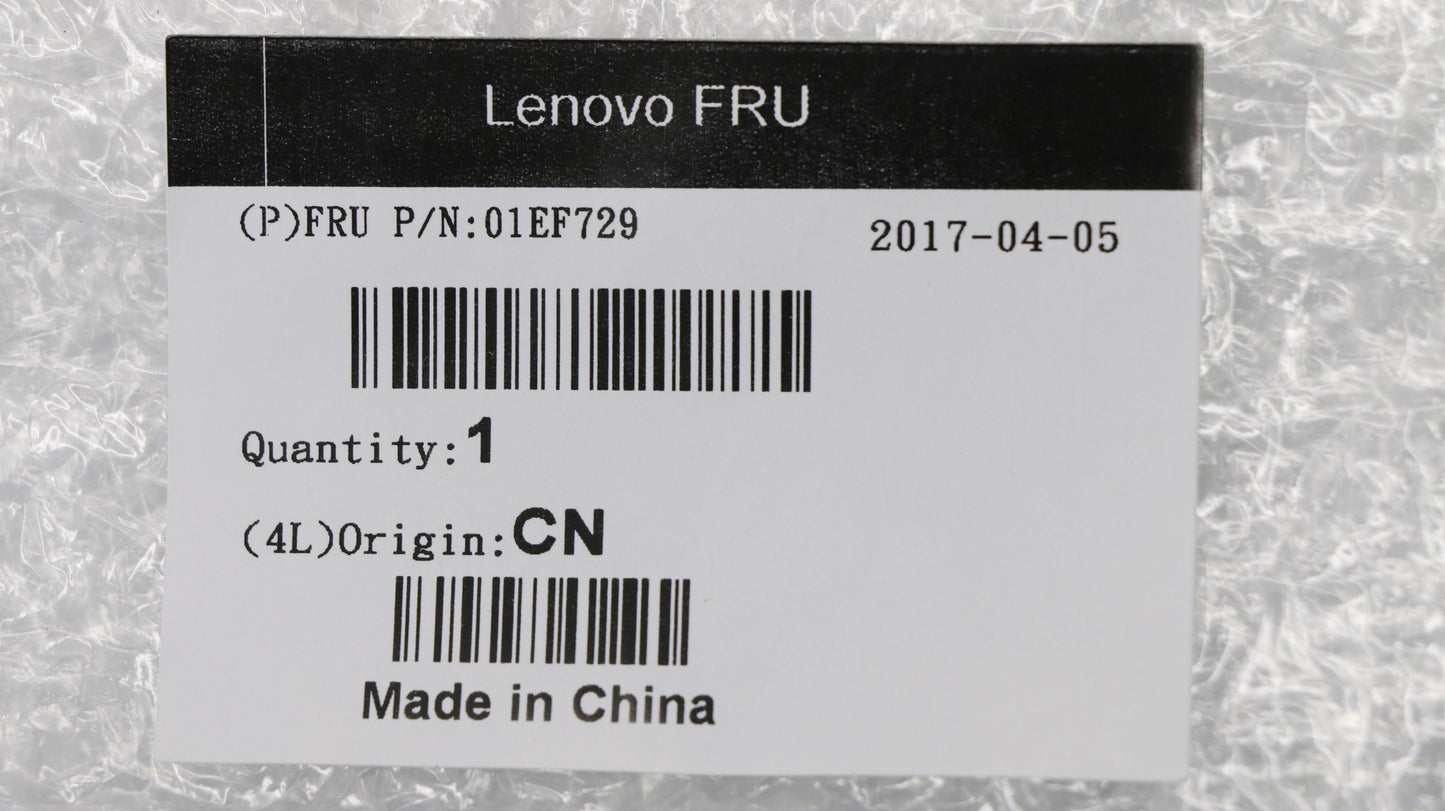 Lenovo FRU
(P)FRU P/N:01EF729
2017-04-05
Quantity:1
(4L)Origin:CN
Made in China